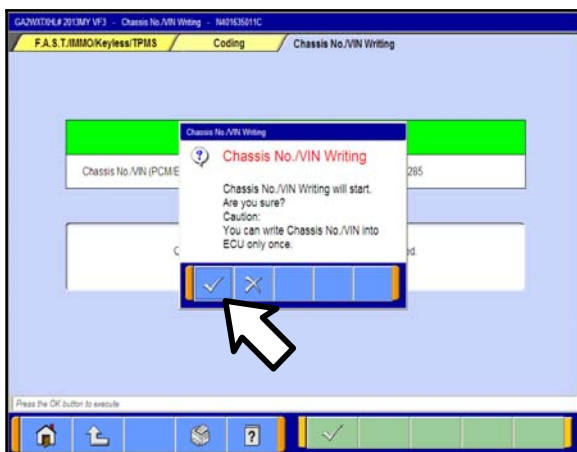 GA2WXTXHL# 2013MY VF3 - Chassis No./VIN Writing - N401635011C
F.A.S.T./IMMO/Keyless/TPMS
Coding
Chassis No./VIN Writing
Chassis No./VIN Writing
Chassis No./VIN Writing
Chassis No./VIN (PCM/E
285
Chassis No./VIN Writing will start.
Are you sure?
Caution:
You can write Chassis No./VIN into
ECU only once.
C
ed.
Press the OK button to execute.
?